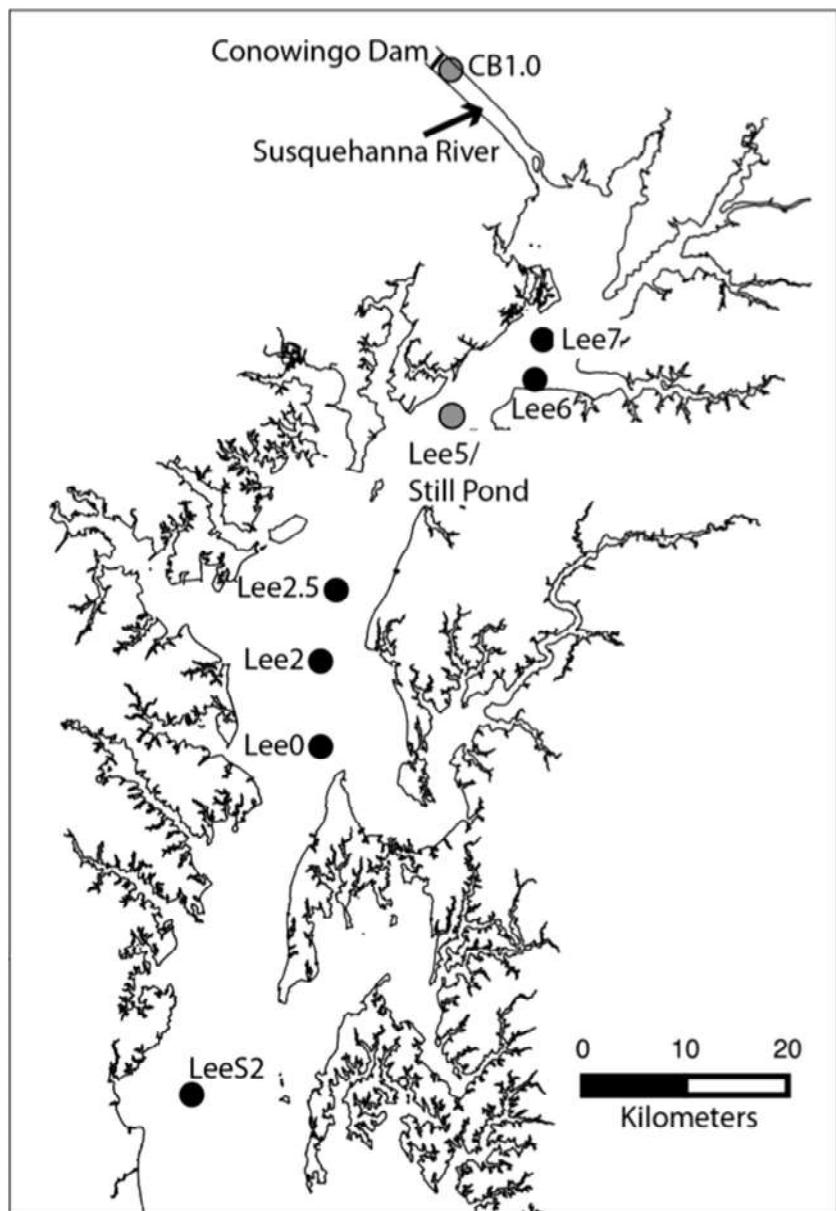 Conowingo Dam
CB1.0
Susquehanna River
Lee7
Lee6
Lee5/
Still Pond
Lee2.5
Lee2
Lee0
LeeS2
0 10 20
Kilometers